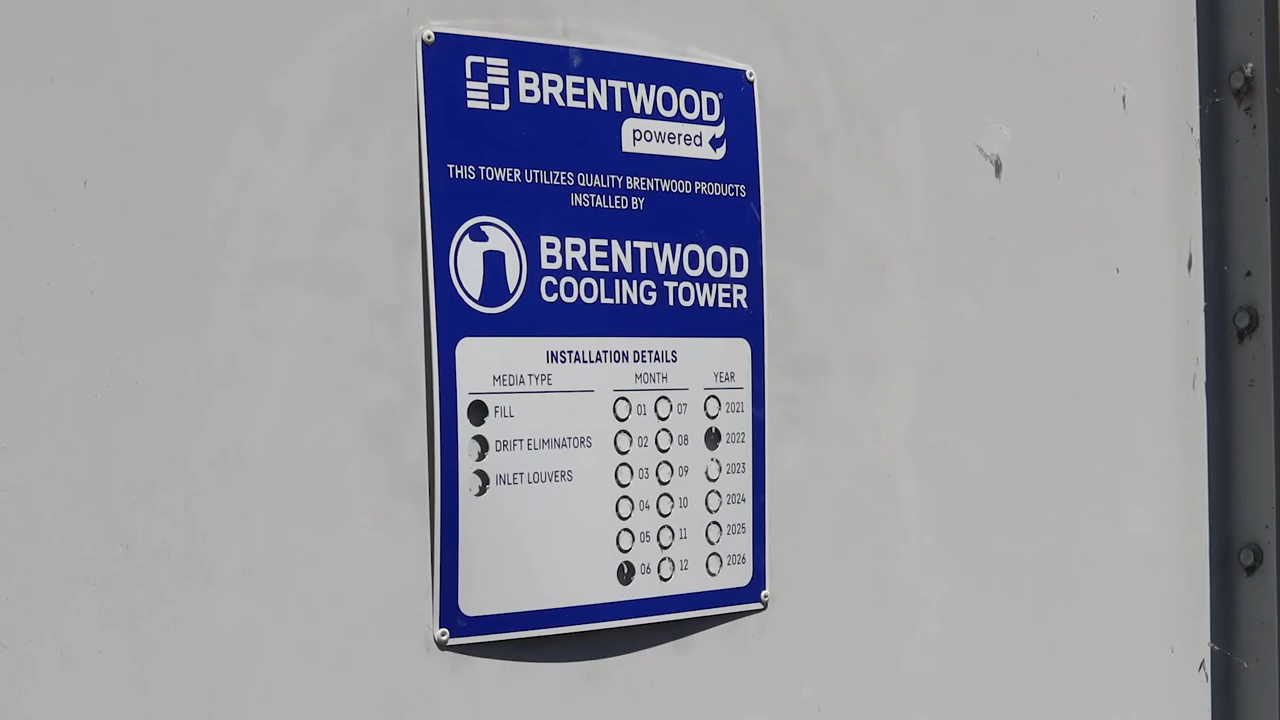 BRENTWOOD®
powered
THIS TOWER UTILIZES QUALITY BRENTWOOD PRODUCTS
INSTALLED BY
BRENTWOOD
COOLING TOWER
INSTALLATION DETAILS
MEDIA TYPE MONTH YEAR
FILL 01 07 2021
DRIFT ELIMINATORS 02 08 2022
INLET LOUVERS 03 09 2023
04 10 2024
05 11 2025
06 12 2026